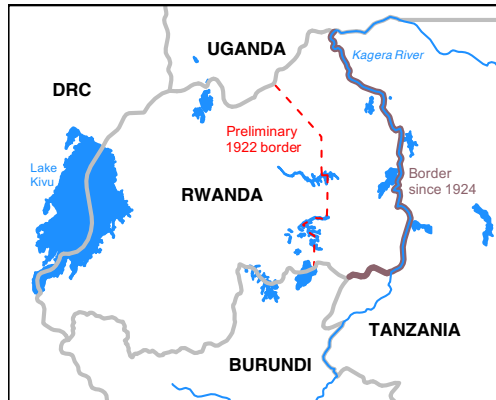 UGANDA
Kagera River
DRC
Preliminary
1922 border
Lake
Kivu
RWANDA
Border
since 1924
TANZANIA
BURUNDI